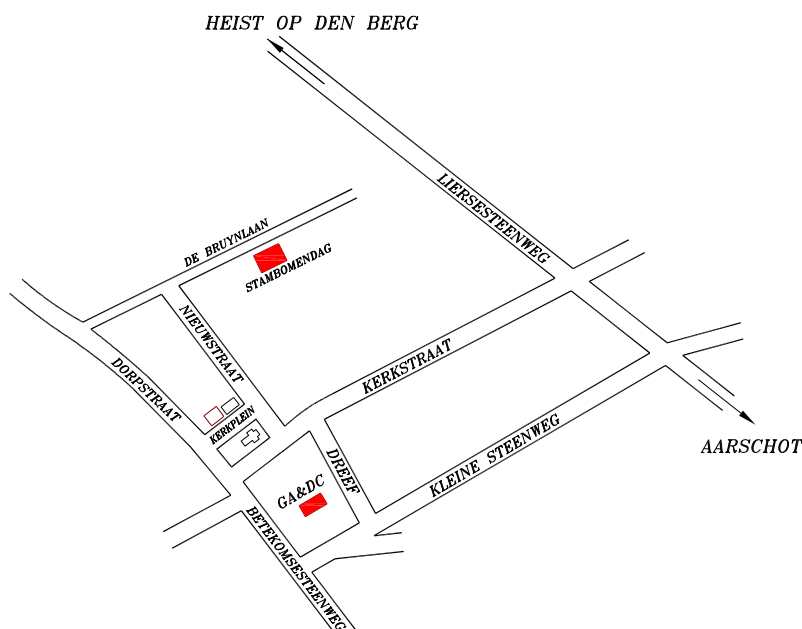 HEIST OP DEN BERG
LIERSESTEENWEG
DE BRUYNLAAN
STAMBOMENDAG
NIEUWSTRAAT
DORPSTRAAT
KERKSTRAAT
KERKPLEIN
AARSCHOT
KLEINE STEENWEG
DREEF
GA&DC
BETEKOMSESTEENWEG